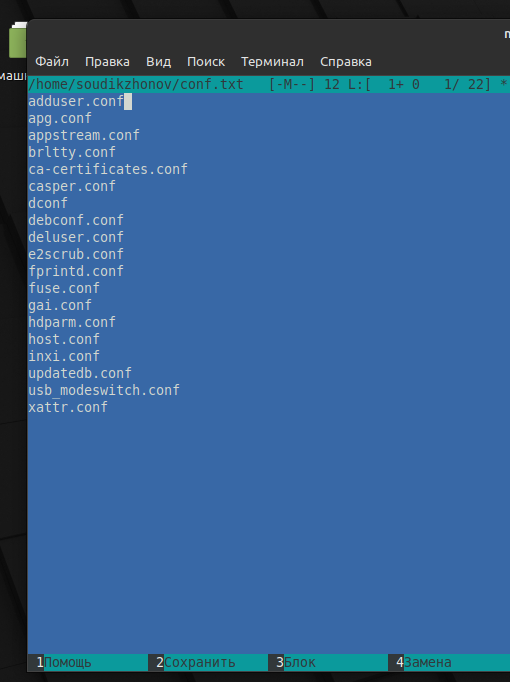 маш
Файл Правка Вид Поиск Терминал Справка
/home/soudikzhonov/conf.txt [-M--] 12 L:[ 1+ 0 1/ 22] *
adduser.conf
apg.conf
appstream.conf
brltty.conf
ca-certificates.conf
casper.conf
dconf
debconf.conf
deluser.conf
e2scrub.conf
fprintd.conf
fuse.conf
gai.conf
hdparm.conf
host.conf
inxi.conf
updatedb.conf
usb_modeswitch.conf
xattr.conf
1Помощь 2Сохранить 3Блок 4Замена